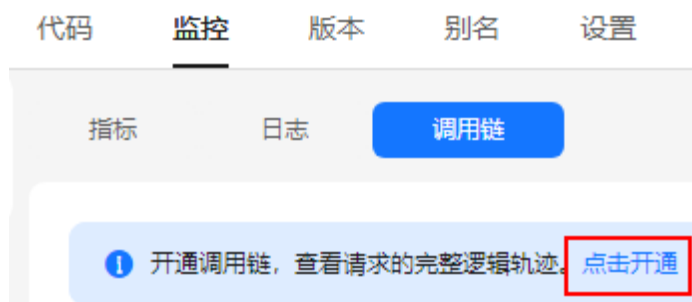 代码 监控 版本 别名 设置
指标 日志 调用链
开通调用链，查看请求的完整逻辑轨迹。点击开通